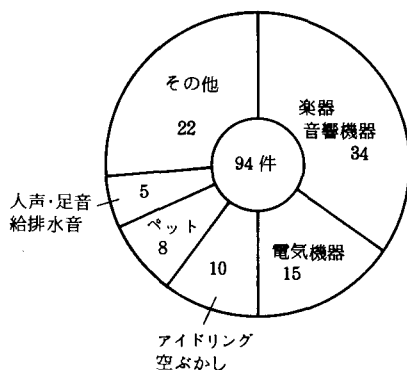 その他
22
楽器
音響機器
34
94 件
人声・足音
給排水音
5
ペット
8
10
電気機器
15
アイドリング
空ぶかし